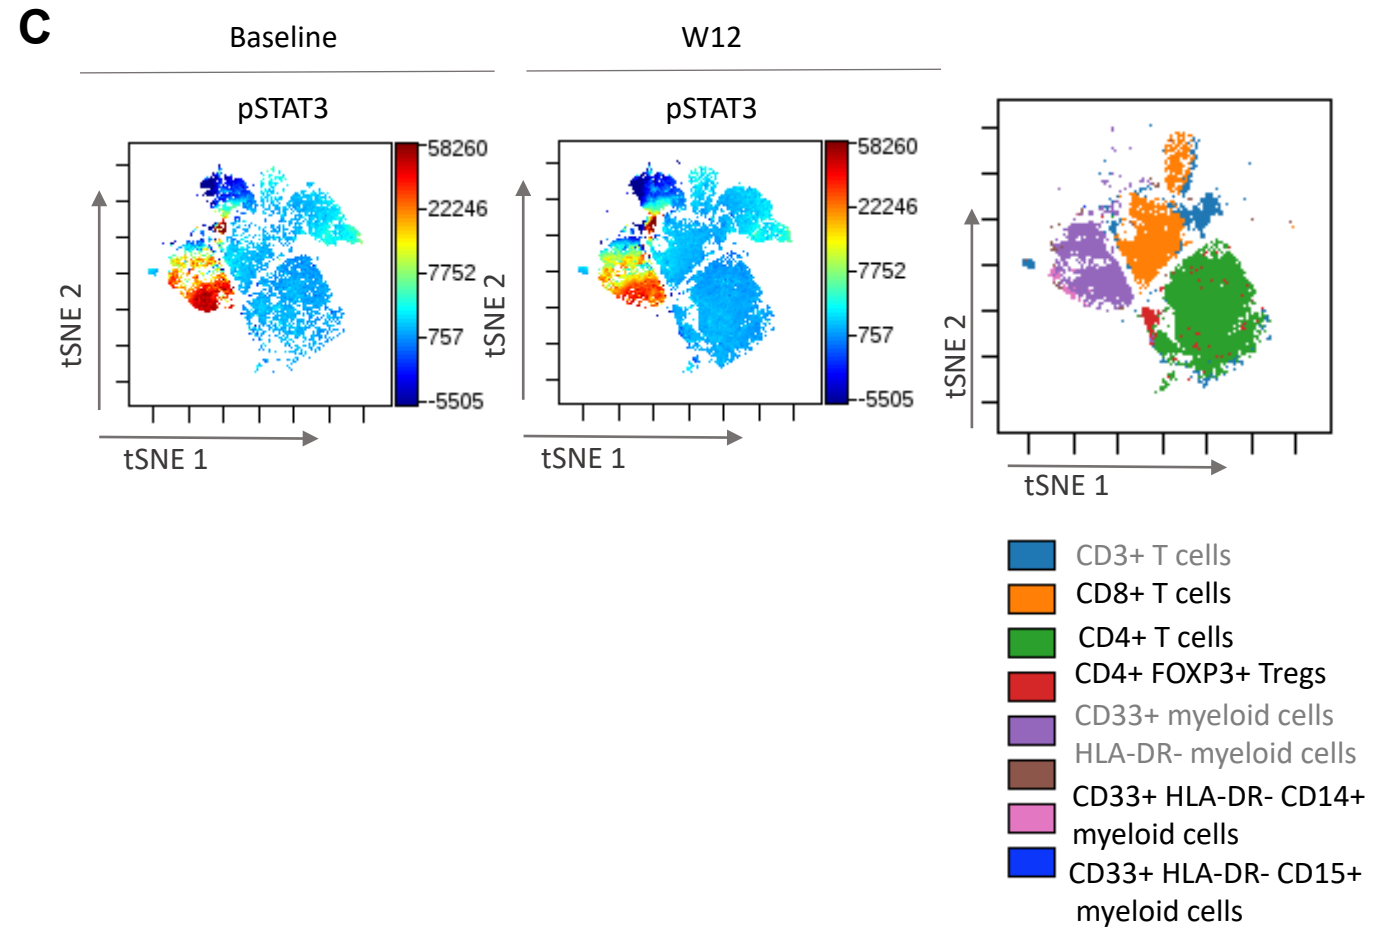 C
Baseline
W12
pSTAT3
pSTAT3
58260
22246
7752
757
-5505
58260
22246
7752
757
-5505
tSNE 2
tSNE 1
tSNE 2
tSNE 1
tSNE 2
tSNE 1
CD3+ T cells
CD8+ T cells
CD4+ T cells
CD4+ FOXP3+ Tregs
CD33+ myeloid cells
HLA-DR- myeloid cells
CD33+ HLA-DR- CD14+
myeloid cells
CD33+ HLA-DR- CD15+
myeloid cells